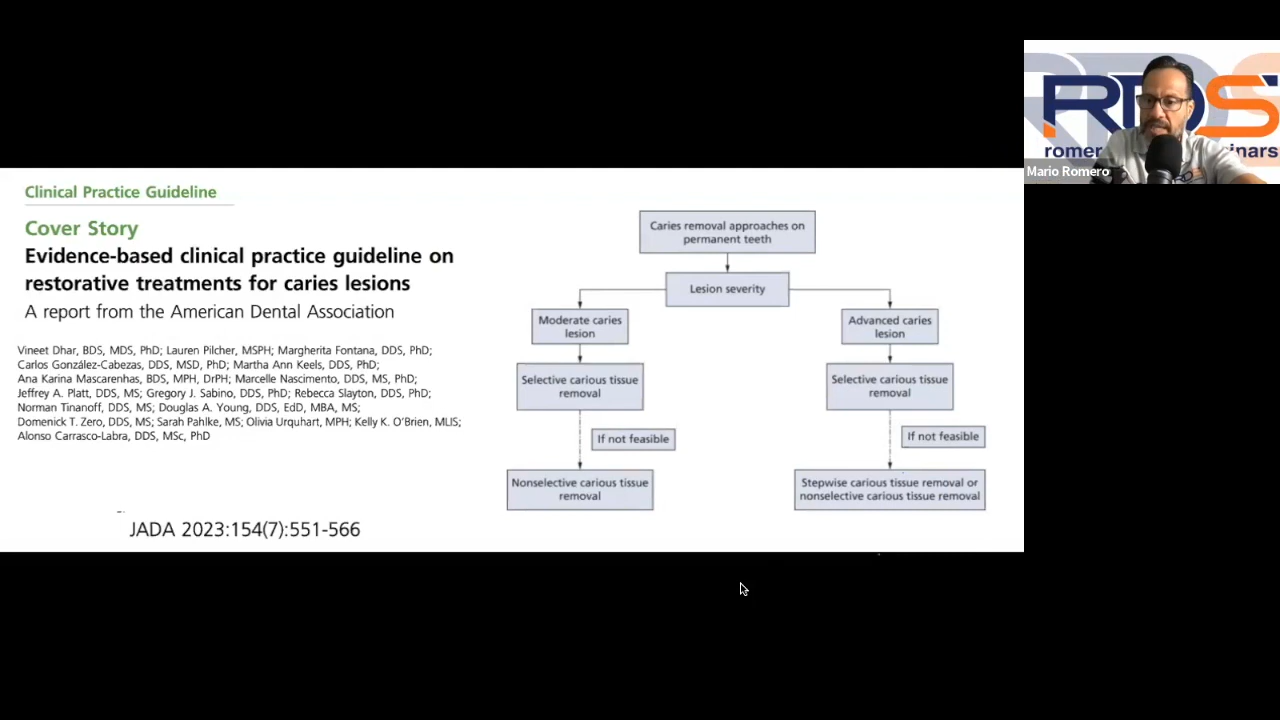 Clinical Practice Guideline
Cover Story
Evidence-based clinical practice guideline on
restorative treatments for caries lesions
A report from the American Dental Association
Vineet Dhar, BDS, MDS, PhD; Lauren Pilcher, MSPH; Margherita Fontana, DDS, PhD;
Carlos González-Cabezas, DDS, MSD, PhD; Martha Ann Keels, DDS, PhD;
Ana Karina Mascarenhas, BDS, MPH, DrPH; Marcelle Nascimento, DDS, MS, PhD;
Jeffrey A. Platt, DDS, MS; Gregory J. Sabino, DDS, PhD; Rebecca Slayton, DDS, PhD;
Norman Tinanoff, DDS, MS; Douglas A. Young, DDS, EdD, MBA, MS;
Domenick T. Zero, DDS, MS; Sarah Pahlke, MS; Olivia Urquhart, MPH; Kelly K. O'Brien, MLIS;
Alonso Carrasco-Labra, DDS, MSc, PhD
JADA 2023:154(7):551-566
Caries removal approaches on
permanent teeth
Lesion severity
Moderate caries
lesion
Advanced caries
lesion
Selective carious tissue
removal
Selective carious tissue
removal
If not feasible
If not feasible
Nonselective carious tissue
removal
Stepwise carious tissue removal or
nonselective carious tissue removal
RDS
romer
inars
Mario Romero